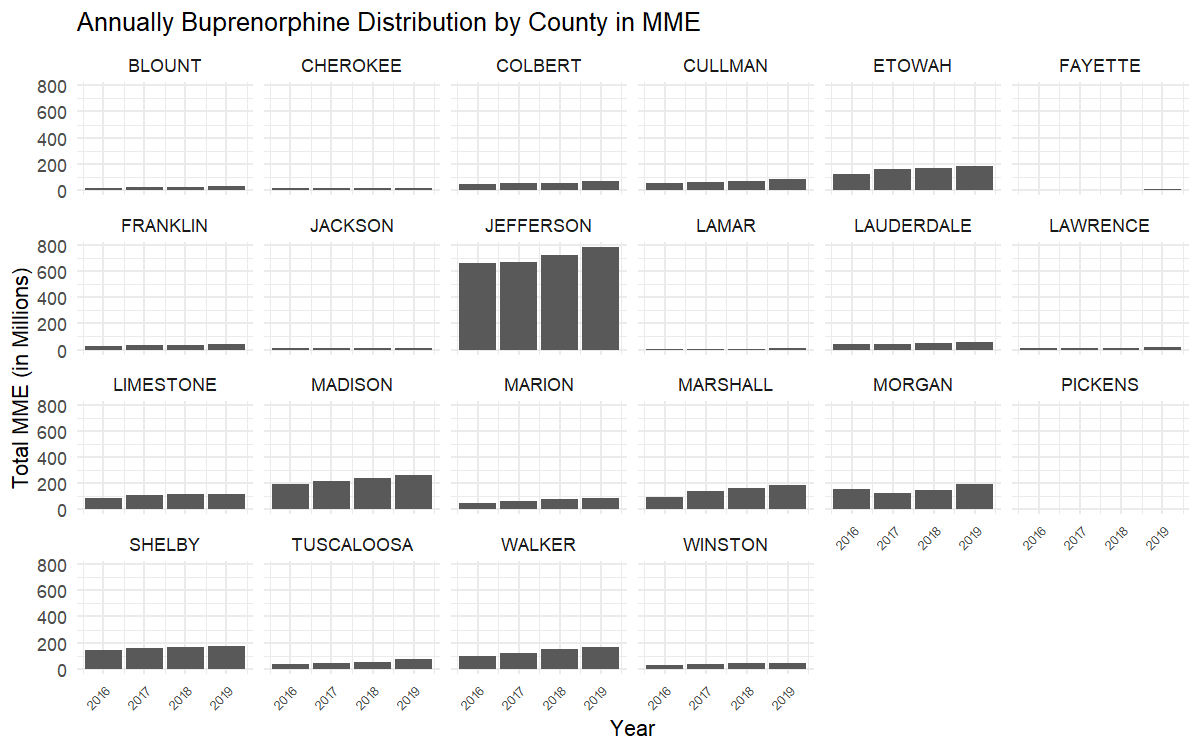 Annually Buprenorphine Distribution by County in MME
BLOUNT CHEROKEE COLBERT CULLMAN ETOWAH FAYETTE
800
600
400
200
0
FRANKLIN JACKSON JEFFERSON LAMAR LAUDERDALE LAWRENCE
800
600
400
200
0
Total MME (in Millions)
LIMESTONE MADISON MARION MARSHALL MORGAN PICKENS
800
600
400
200
0
2016 2017 2018 2019 2016 2017 2018 2019
SHELBY TUSCALOOSA WALKER WINSTON
800
600
400
200
0
2016 2017 2018 2019 2016 2017 2018 2019 2016 2017 2018 2019 2016 2017 2018 2019
Year